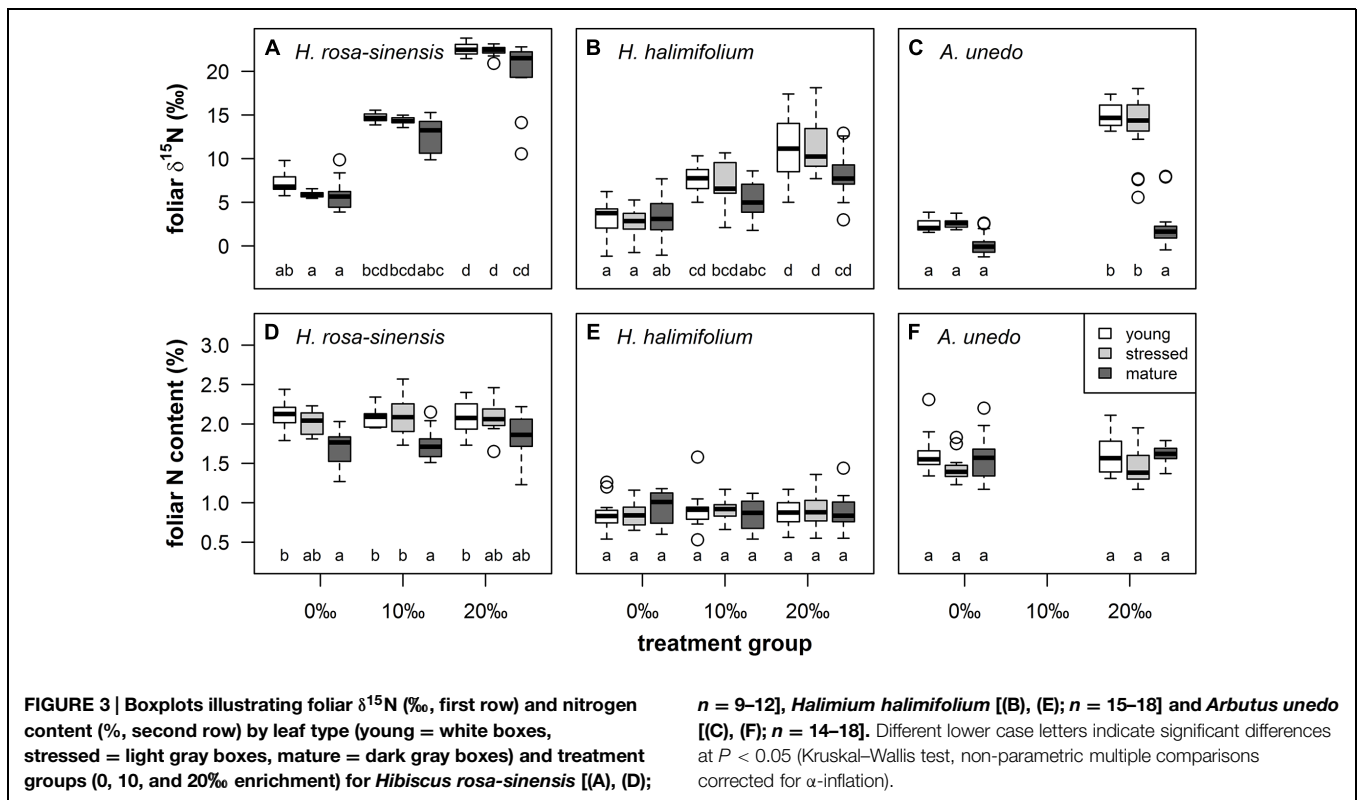 A H. rosa-sinensis
B H. halimifolium
C A. unedo
foliar δ¹⁵N (‰)
20
15
10
5
0
ab a a bcd bcd abc d d cd
a a ab cd bcd abc d d cd
a a a b b a
D H. rosa-sinensis
E H. halimifolium
F A. unedo
young
stressed
mature
foliar N content (%)
3.0
2.5
2.0
1.5
1.0
0.5
b ab a b b a b ab ab
a a a a a a a a a
a a a a a a
0‰ 10‰ 20‰
0‰ 10‰ 20‰
0‰ 10‰ 20‰
treatment group
FIGURE 3 | Boxplots illustrating foliar δ¹⁵N (‰, first row) and nitrogen
content (%, second row) by leaf type (young = white boxes,
stressed = light gray boxes, mature = dark gray boxes) and treatment
groups (0, 10, and 20‰ enrichment) for Hibiscus rosa-sinensis [(A), (D);
n = 9–12], Halimium halimifolium [(B), (E); n = 15–18] and Arbutus unedo
[(C), (F); n = 14–18]. Different lower case letters indicate significant differences
at P < 0.05 (Kruskal–Wallis test, non-parametric multiple comparisons
corrected for α-inflation).